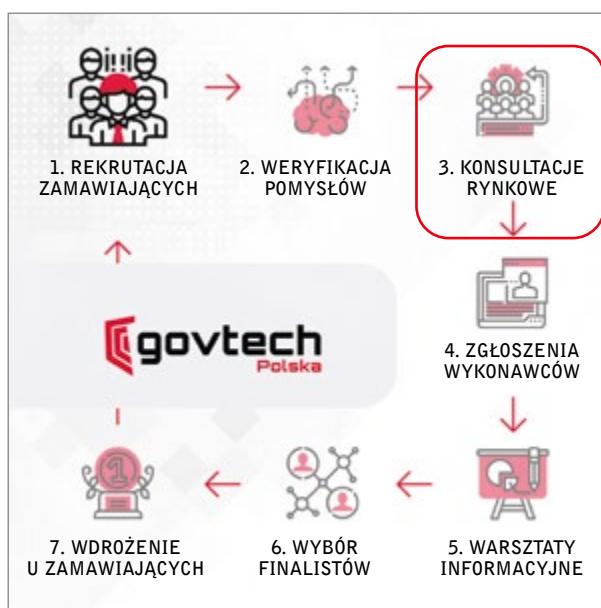 1. REKRUTACJA
ZAMAWIAJĄCYCH
2. WERYFIKACJA
POMYSŁÓW
3. KONSULTACJE
RYNKOWE
4. ZGŁOSZENIA
WYKONAWCÓW
5. WARSZTATY
INFORMACYJNE
6. WYBÓR
FINALISTÓW
7. WDROŻENIE
U ZAMAWIAJĄCYCH
govtech
Polska
1